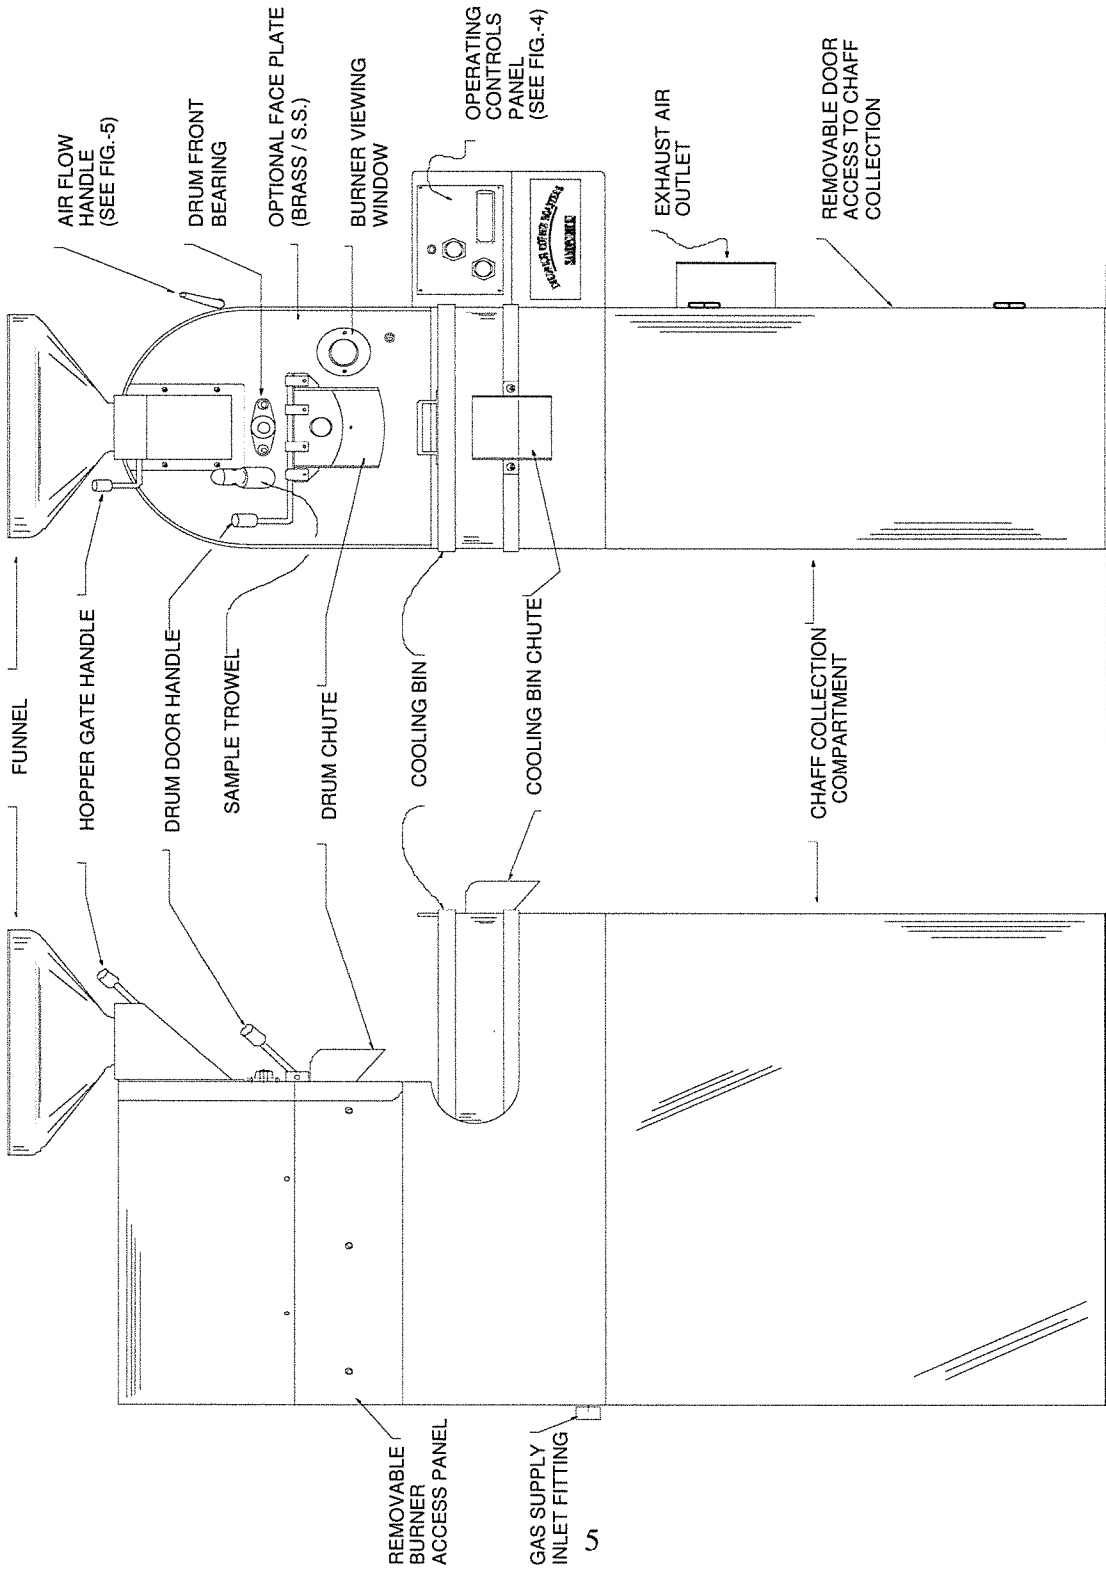 FUNNEL
HOPPER GATE HANDLE
DRUM DOOR HANDLE
SAMPLE TROWEL
DRUM CHUTE
COOLING BIN
COOLING BIN CHUTE
CHAFF COLLECTION
COMPARTMENT
AIR FLOW
HANDLE
(SEE FIG.-5)
DRUM FRONT
BEARING
OPTIONAL FACE PLATE
(BRASS / S.S.)
BURNER VIEWING
WINDOW
OPERATING
CONTROLS
PANEL
(SEE FIG.-4)
EXHAUST AIR
OUTLET
REMOVABLE DOOR
ACCESS TO CHAFF
COLLECTION
REMOVABLE
BURNER
ACCESS PANEL
GAS SUPPLY
INLET FITTING
5